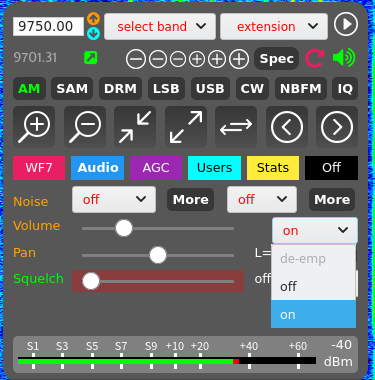 9750.00 select band extension
9701.31 Spec
AM SAM DRM LSB USB CW NBFM IQ
WF7 Audio AGC Users Stats Off
Noise off More off More
Volume on
Pan L=
de-emp
Squelch off
off
on
S1 S3 S5 S7 S9 +10 +20 +40 +60 -40
dBm